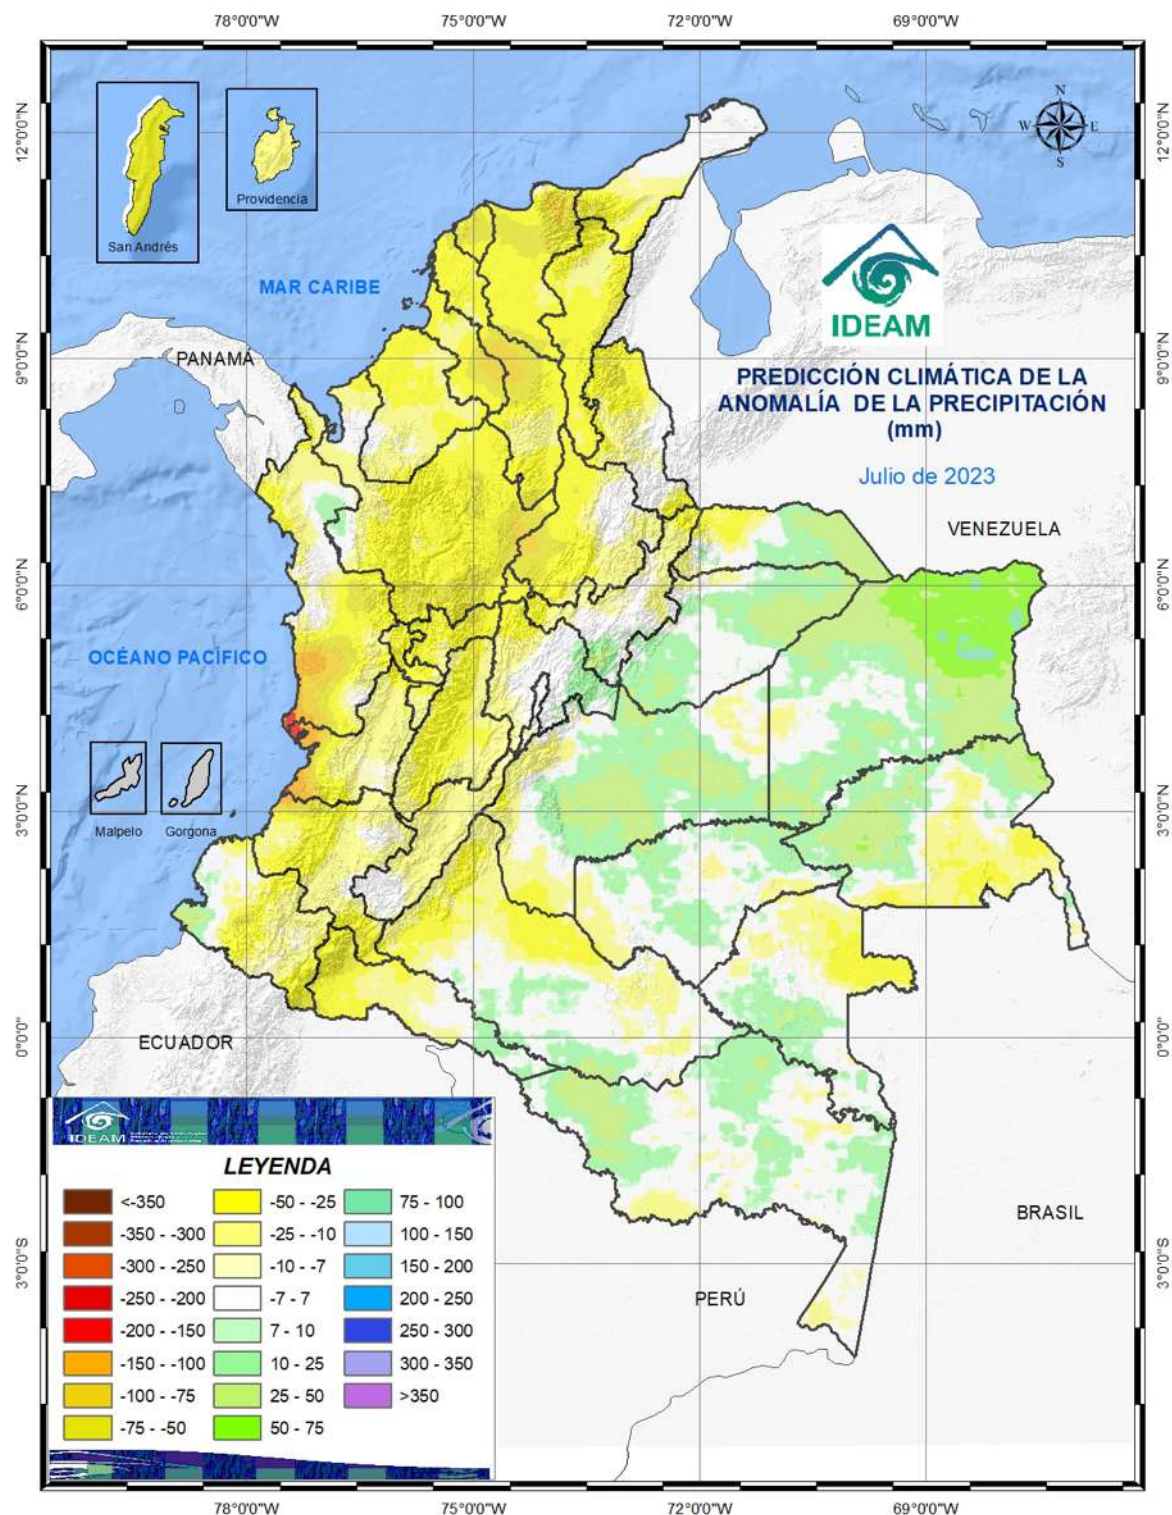 78°0'0"W
75°0'0"W
72°0'0"W
69°0'0"W
12°0'0"N
12°0'0"N
N
W
E
S
San Andrés
Providencia
MAR CARIBE
IDEAM
PANAMÁ
9°0'0"N
9°0'0"N
PREDICCIÓN CLIMÁTICA DE LA
ANOMALÍA DE LA PRECIPITACIÓN
(mm)
Julio de 2023
VENEZUELA
6°0'0"N
6°0'0"N
OCÉANO PACÍFICO
Malpelo
Gorgona
3°0'0"N
3°0'0"N
ECUADOR
0°0'0"
0°0'0"
IDEAM
LEYENDA
<-350
-350 - -300
-300 - -250
-250 - -200
-200 - -150
-150 - -100
-100 - -75
-75 - -50
-50 - -25
-25 - -10
-10 - -7
-7 - 7
7 - 10
10 - 25
25 - 50
50 - 75
75 - 100
100 - 150
150 - 200
200 - 250
250 - 300
300 - 350
>350
BRASIL
PERÚ
3°0'0"S
3°0'0"S
78°0'0"W
75°0'0"W
72°0'0"W
69°0'0"W